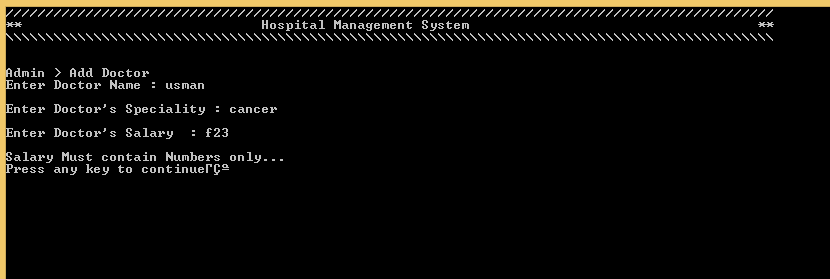 ////////////////////////////////////////////////////////////////////////////////////////////////
** Hospital Management System **
\\\\\\\\\\\\\\\\\\\\\\\\\\\\\\\\\\\\\\\\\\\\\\\\\\\\\\\\\\\\\\\\\\\\\\\\\\\\\\\\\\\\\\\\\\\\\\\\
Admin > Add Doctor
Enter Doctor Name : usman
Enter Doctor's Speciality : cancer
Enter Doctor's Salary  : f23
Salary Must contain Numbers only...
Press any key to continueΓÇª